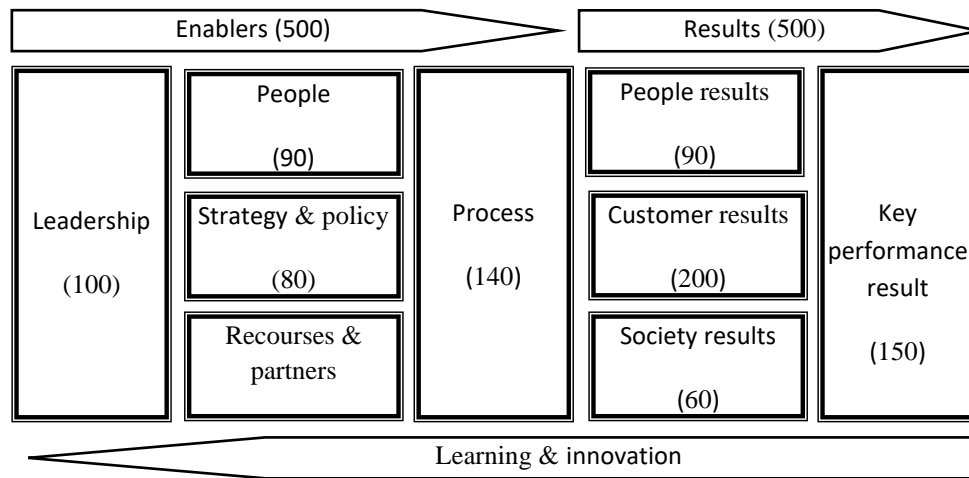 Enablers (500)
Results (500)
Leadership
(100)
People
(90)
Strategy & policy
(80)
Recourses &
partners
Process
(140)
People results
(90)
Customer results
(200)
Society results
(60)
Key
performance
result
(150)
Learning & innovation